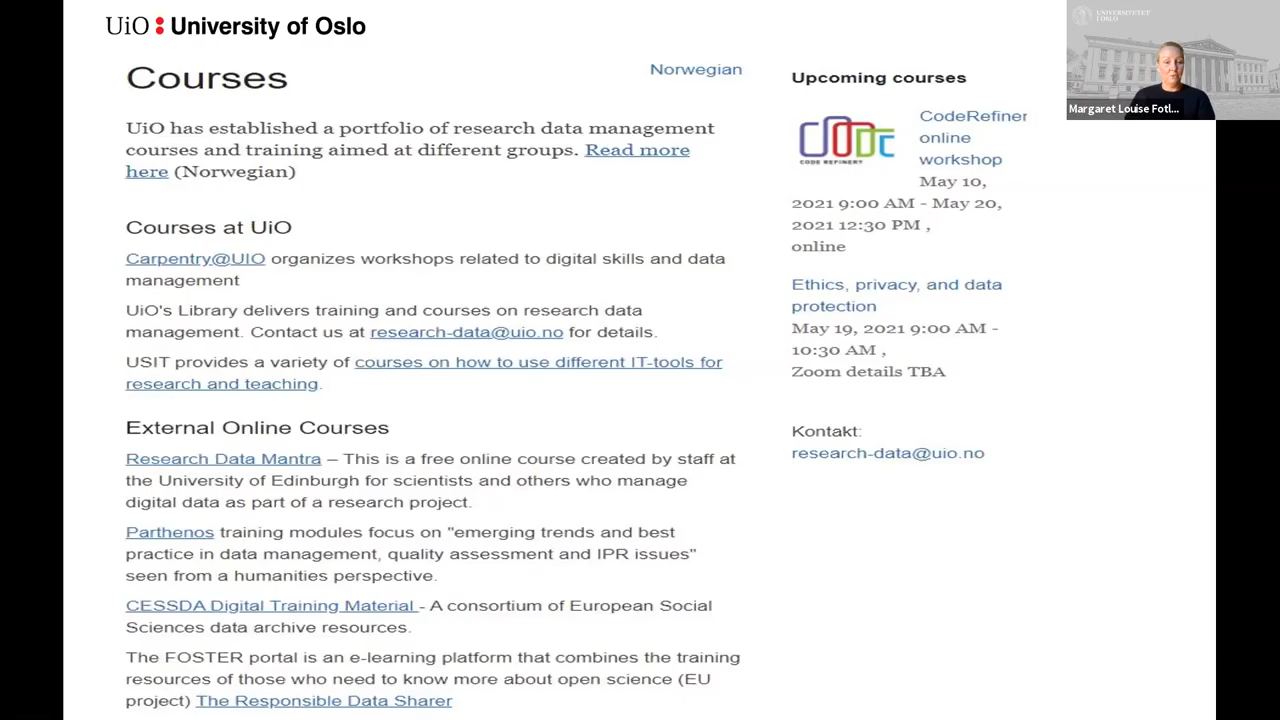 UiO : University of Oslo
Courses
Norwegian
UiO has established a portfolio of research data management
courses and training aimed at different groups. Read more
here (Norwegian)
Courses at UiO
Carpentry@UIO organizes workshops related to digital skills and data
management
UiO's Library delivers training and courses on research data
management. Contact us at research-data@uio.no for details.
USIT provides a variety of courses on how to use different IT-tools for
research and teaching.
External Online Courses
Research Data Mantra – This is a free online course created by staff at
the University of Edinburgh for scientists and others who manage
digital data as part of a research project.
Parthenos training modules focus on "emerging trends and best
practice in data management, quality assessment and IPR issues"
seen from a humanities perspective.
CESSDA Digital Training Material - A consortium of European Social
Sciences data archive resources.
The FOSTER portal is an e-learning platform that combines the training
resources of those who need to know more about open science (EU
project) The Responsible Data Sharer
Upcoming courses
CODE REFINERY
CodeRefiner
online
workshop
May 10,
2021 9:00 AM - May 20,
2021 12:30 PM ,
online
Ethics, privacy, and data
protection
May 19, 2021 9:00 AM -
10:30 AM ,
Zoom details TBA
Kontakt:
research-data@uio.no
UNIVERSITETET
I OSLO
Margaret Louise Fotl...